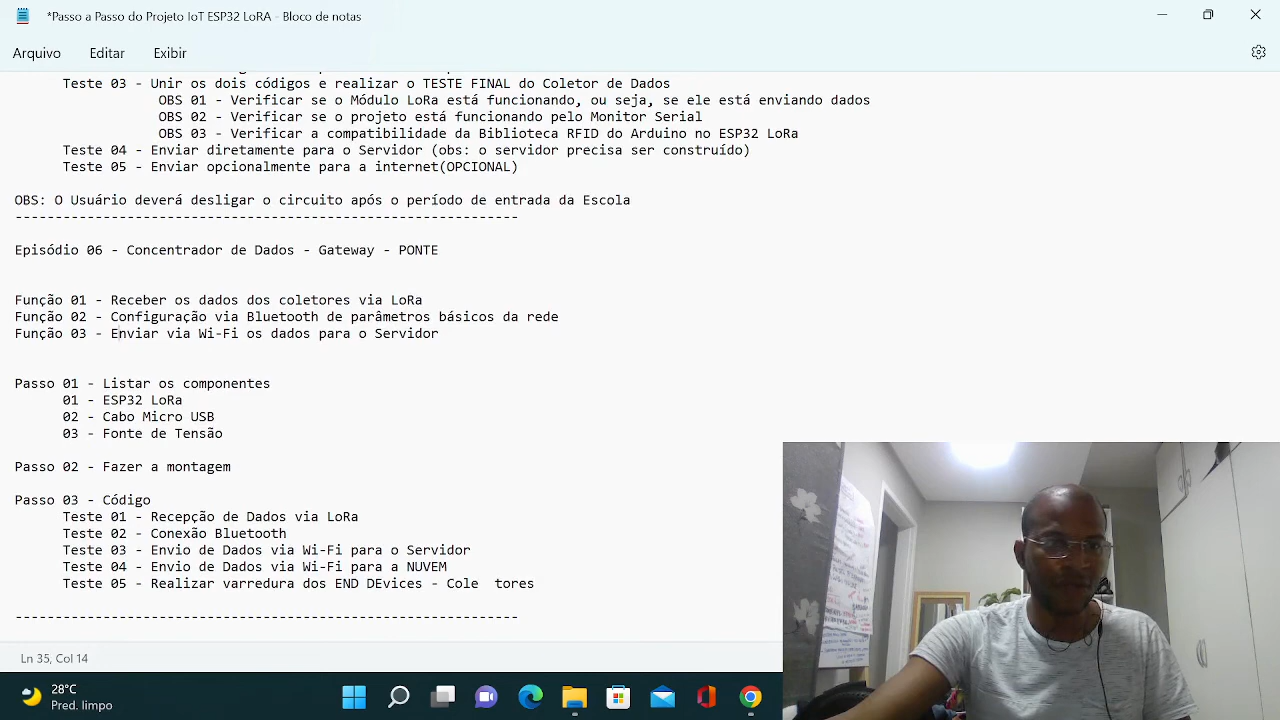 *Passo a Passo do Projeto IoT ESP32 LoRA - Bloco de notas
Arquivo Editar Exibir
Teste 03 - Unir os dois códigos e realizar o TESTE FINAL do Coletor de Dados
OBS 01 - Verificar se o Módulo LoRa está funcionando, ou seja, se ele está enviando dados
OBS 02 - Verificar se o projeto está funcionando pelo Monitor Serial
OBS 03 - Verificar a compatibilidade da Biblioteca RFID do Arduino no ESP32 LoRa
Teste 04 - Enviar diretamente para o Servidor (obs: o servidor precisa ser construído)
Teste 05 - Enviar opcionalmente para a internet(OPCIONAL)
OBS: O Usuário deverá desligar o circuito após o período de entrada da Escola
---------------------------------------------------------------
Episódio 06 - Concentrador de Dados - Gateway - PONTE
Função 01 - Receber os dados dos coletores via LoRa
Função 02 - Configuração via Bluetooth de parâmetros básicos da rede
Função 03 - Enviar via Wi-Fi os dados para o Servidor
Passo 01 - Listar os componentes
01 - ESP32 LoRa
02 - Cabo Micro USB
03 - Fonte de Tensão
Passo 02 - Fazer a montagem
Passo 03 - Código
Teste 01 - Recepção de Dados via LoRa
Teste 02 - Conexão Bluetooth
Teste 03 - Envio de Dados via Wi-Fi para o Servidor
Teste 04 - Envio de Dados via Wi-Fi para a NUVEM
Teste 05 - Realizar varredura dos END DEvices - Cole  tores
---------------------------------------------------------------
Ln 35, Col 14
28°C
Pred. limpo